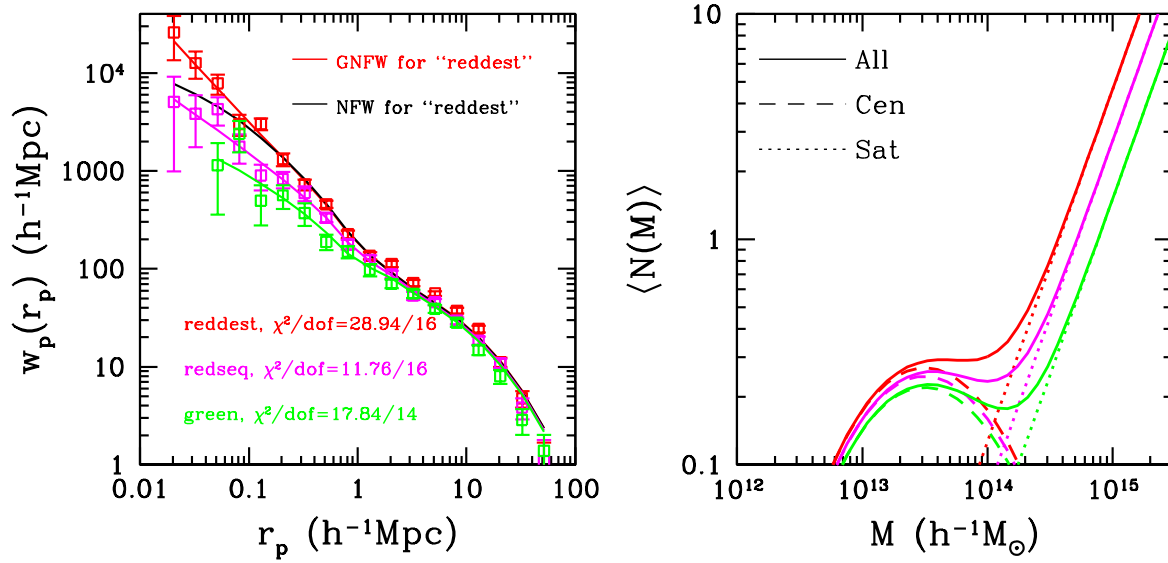 GNFW for "reddest"
NFW for "reddest"
reddest, χ²/dof=28.94/16
redseq, χ²/dof=11.76/16
green, χ²/dof=17.84/14
w_p(r_p) (h⁻¹Mpc)
10⁴
1000
100
10
1
0.01 0.1 1 10 100
r_p (h⁻¹Mpc)
All
Cen
Sat
⟨N(M)⟩
10
1
0.1
10¹² 10¹³ 10¹⁴ 10¹⁵
M (h⁻¹M_⊙)